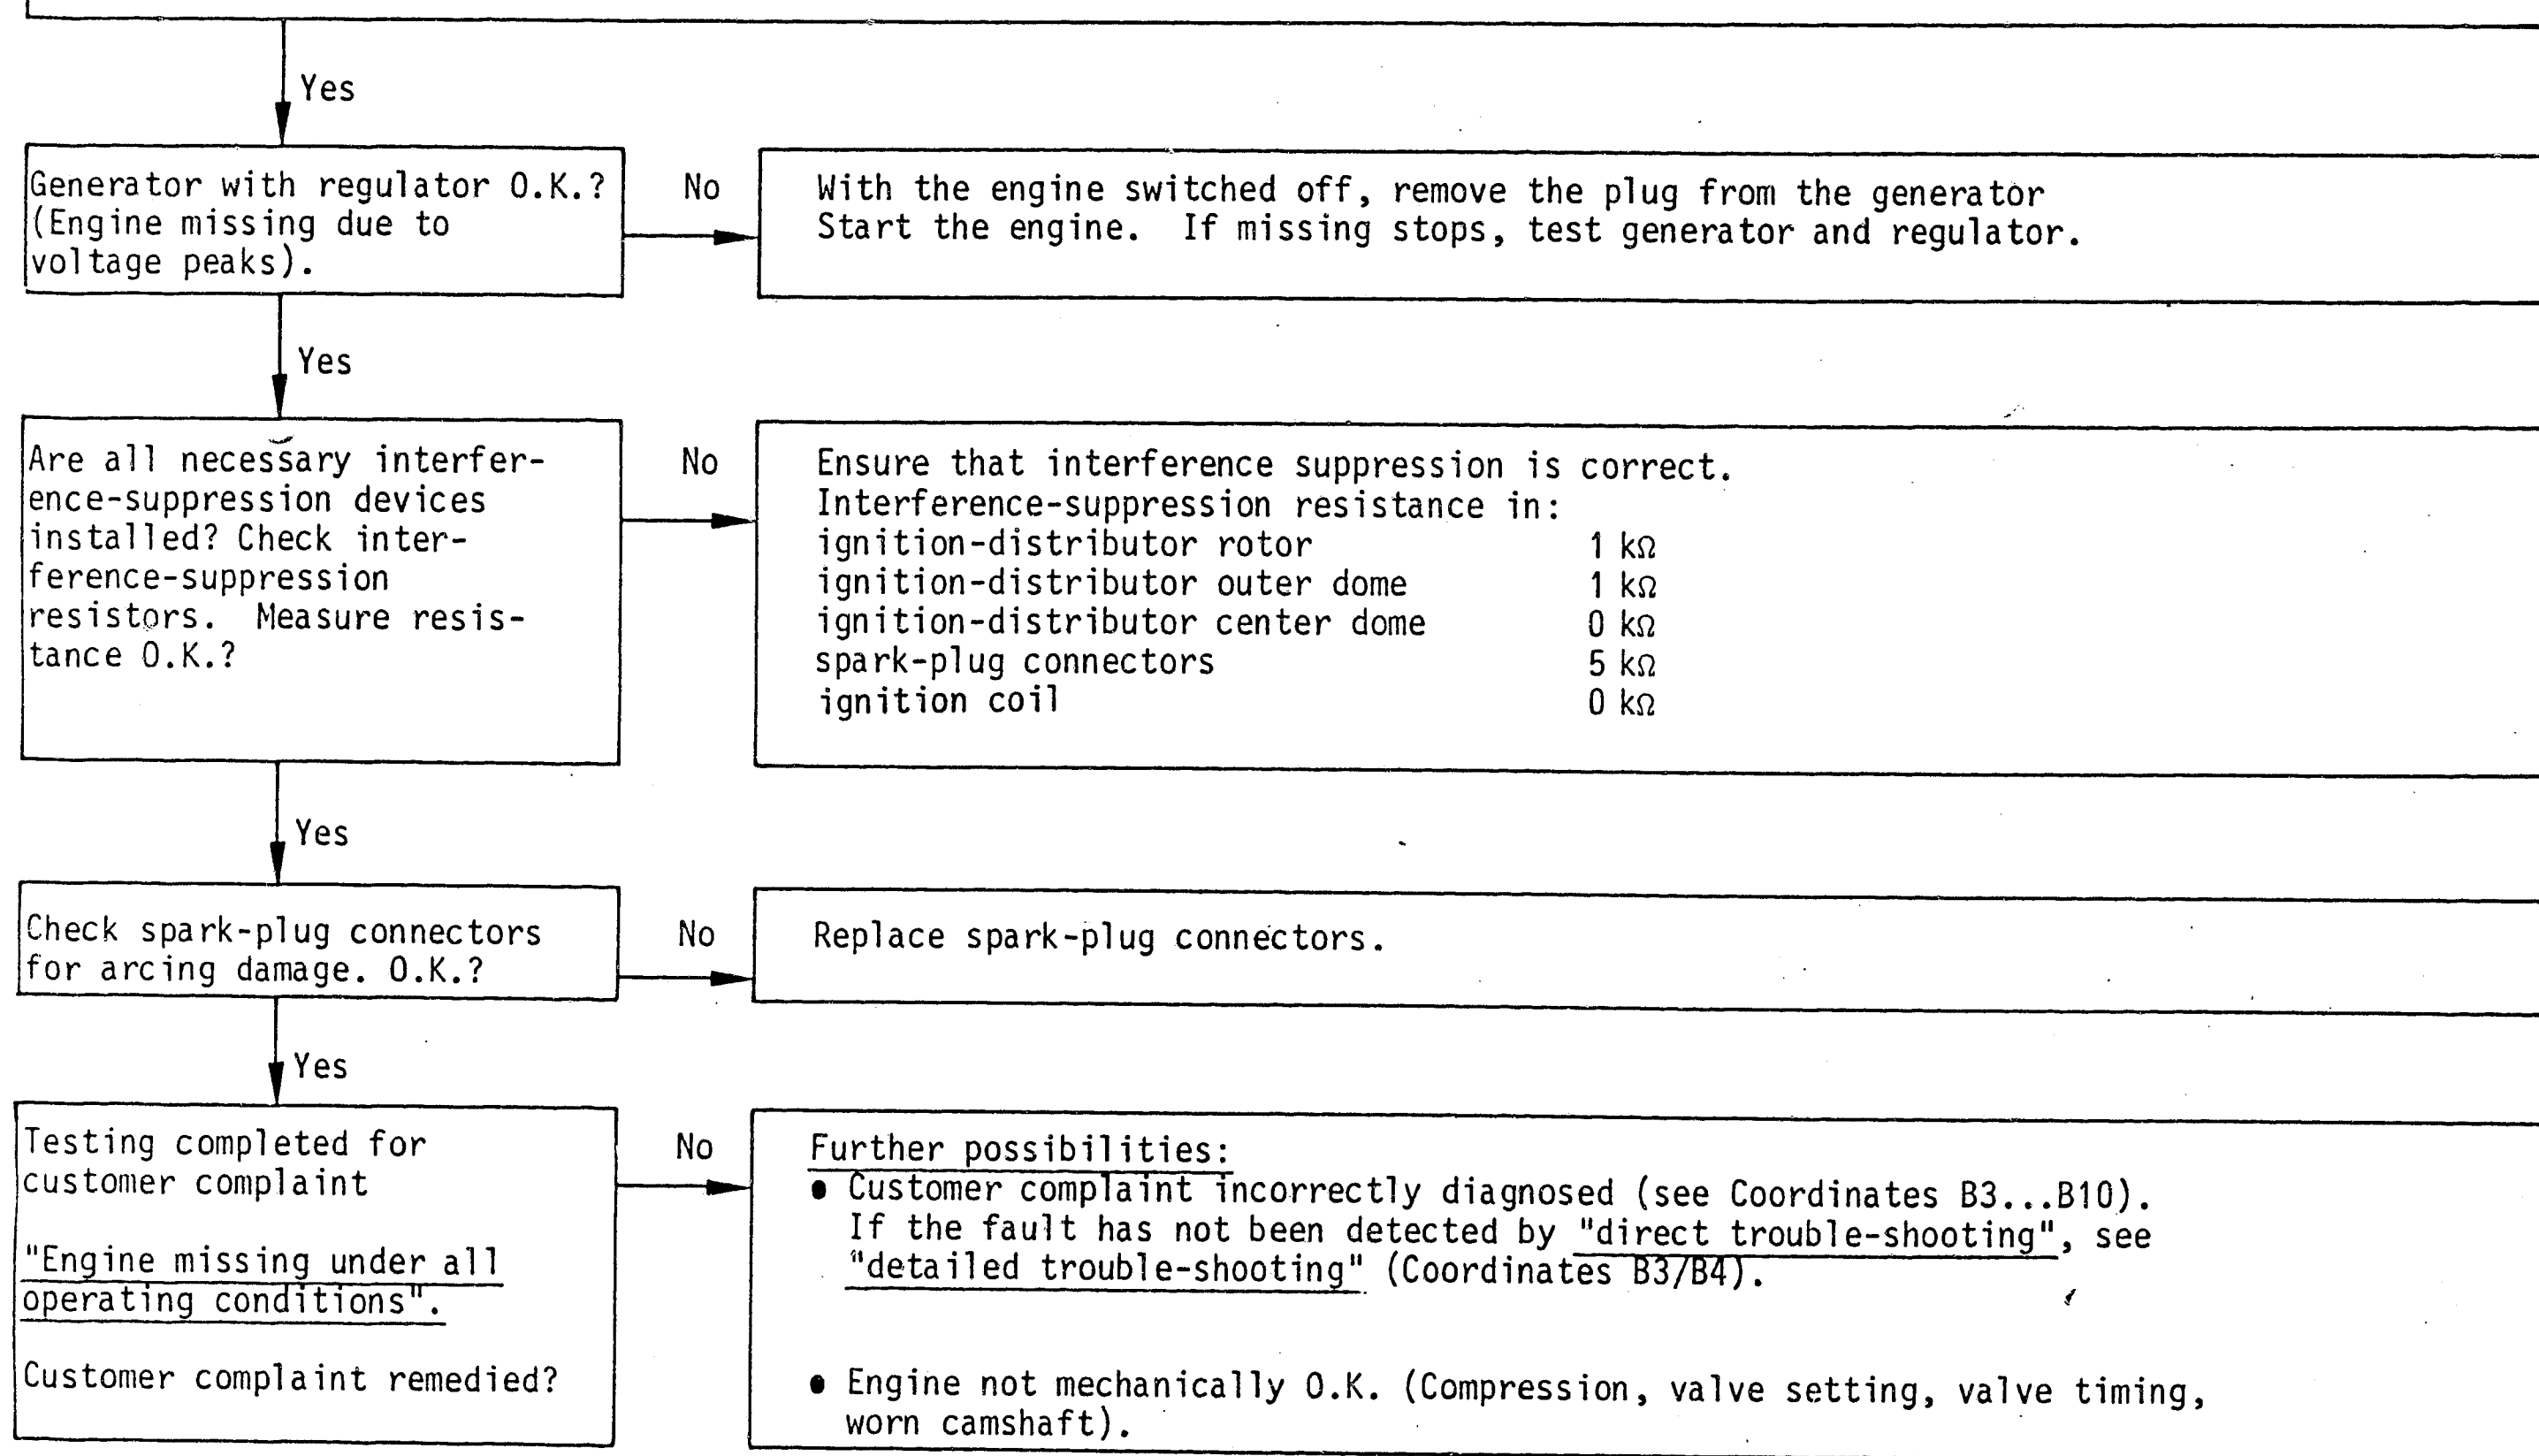 Yes
Generator with regulator O.K.?
(Engine missing due to
voltage peaks).
No
With the engine switched off, remove the plug from the generator
Start the engine.  If missing stops, test generator and regulator.
Yes
Are all necessary interfer-
ence-suppression devices
installed? Check inter-
ference-suppression
resistors.  Measure resis-
tance O.K.?
No
Ensure that interference suppression is correct.
Interference-suppression resistance in:
ignition-distributor rotor 1 kΩ
ignition-distributor outer dome 1 kΩ
ignition-distributor center dome 0 kΩ
spark-plug connectors 5 kΩ
ignition coil 0 kΩ
Yes
Check spark-plug connectors
for arcing damage. O.K.?
No
Replace spark-plug connectors.
Yes
Testing completed for
customer complaint
"Engine missing under all
operating conditions".
Customer complaint remedied?
No
Further possibilities:
● Customer complaint incorrectly diagnosed (see Coordinates B3...B10).
If the fault has not been detected by "direct trouble-shooting", see
"detailed trouble-shooting" (Coordinates B3/B4).
● Engine not mechanically O.K. (Compression, valve setting, valve timing,
worn camshaft).